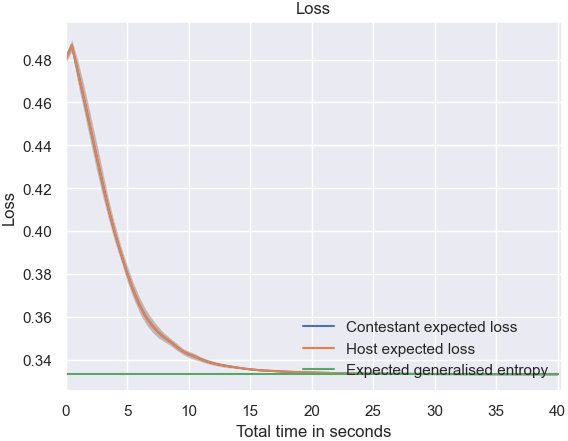 Loss
0.48
0.46
0.44
0.42
0.40
0.38
0.36
0.34
Loss
Contestant expected loss
Host expected loss
Expected generalised entropy
0 5 10 15 20 25 30 35 40
Total time in seconds